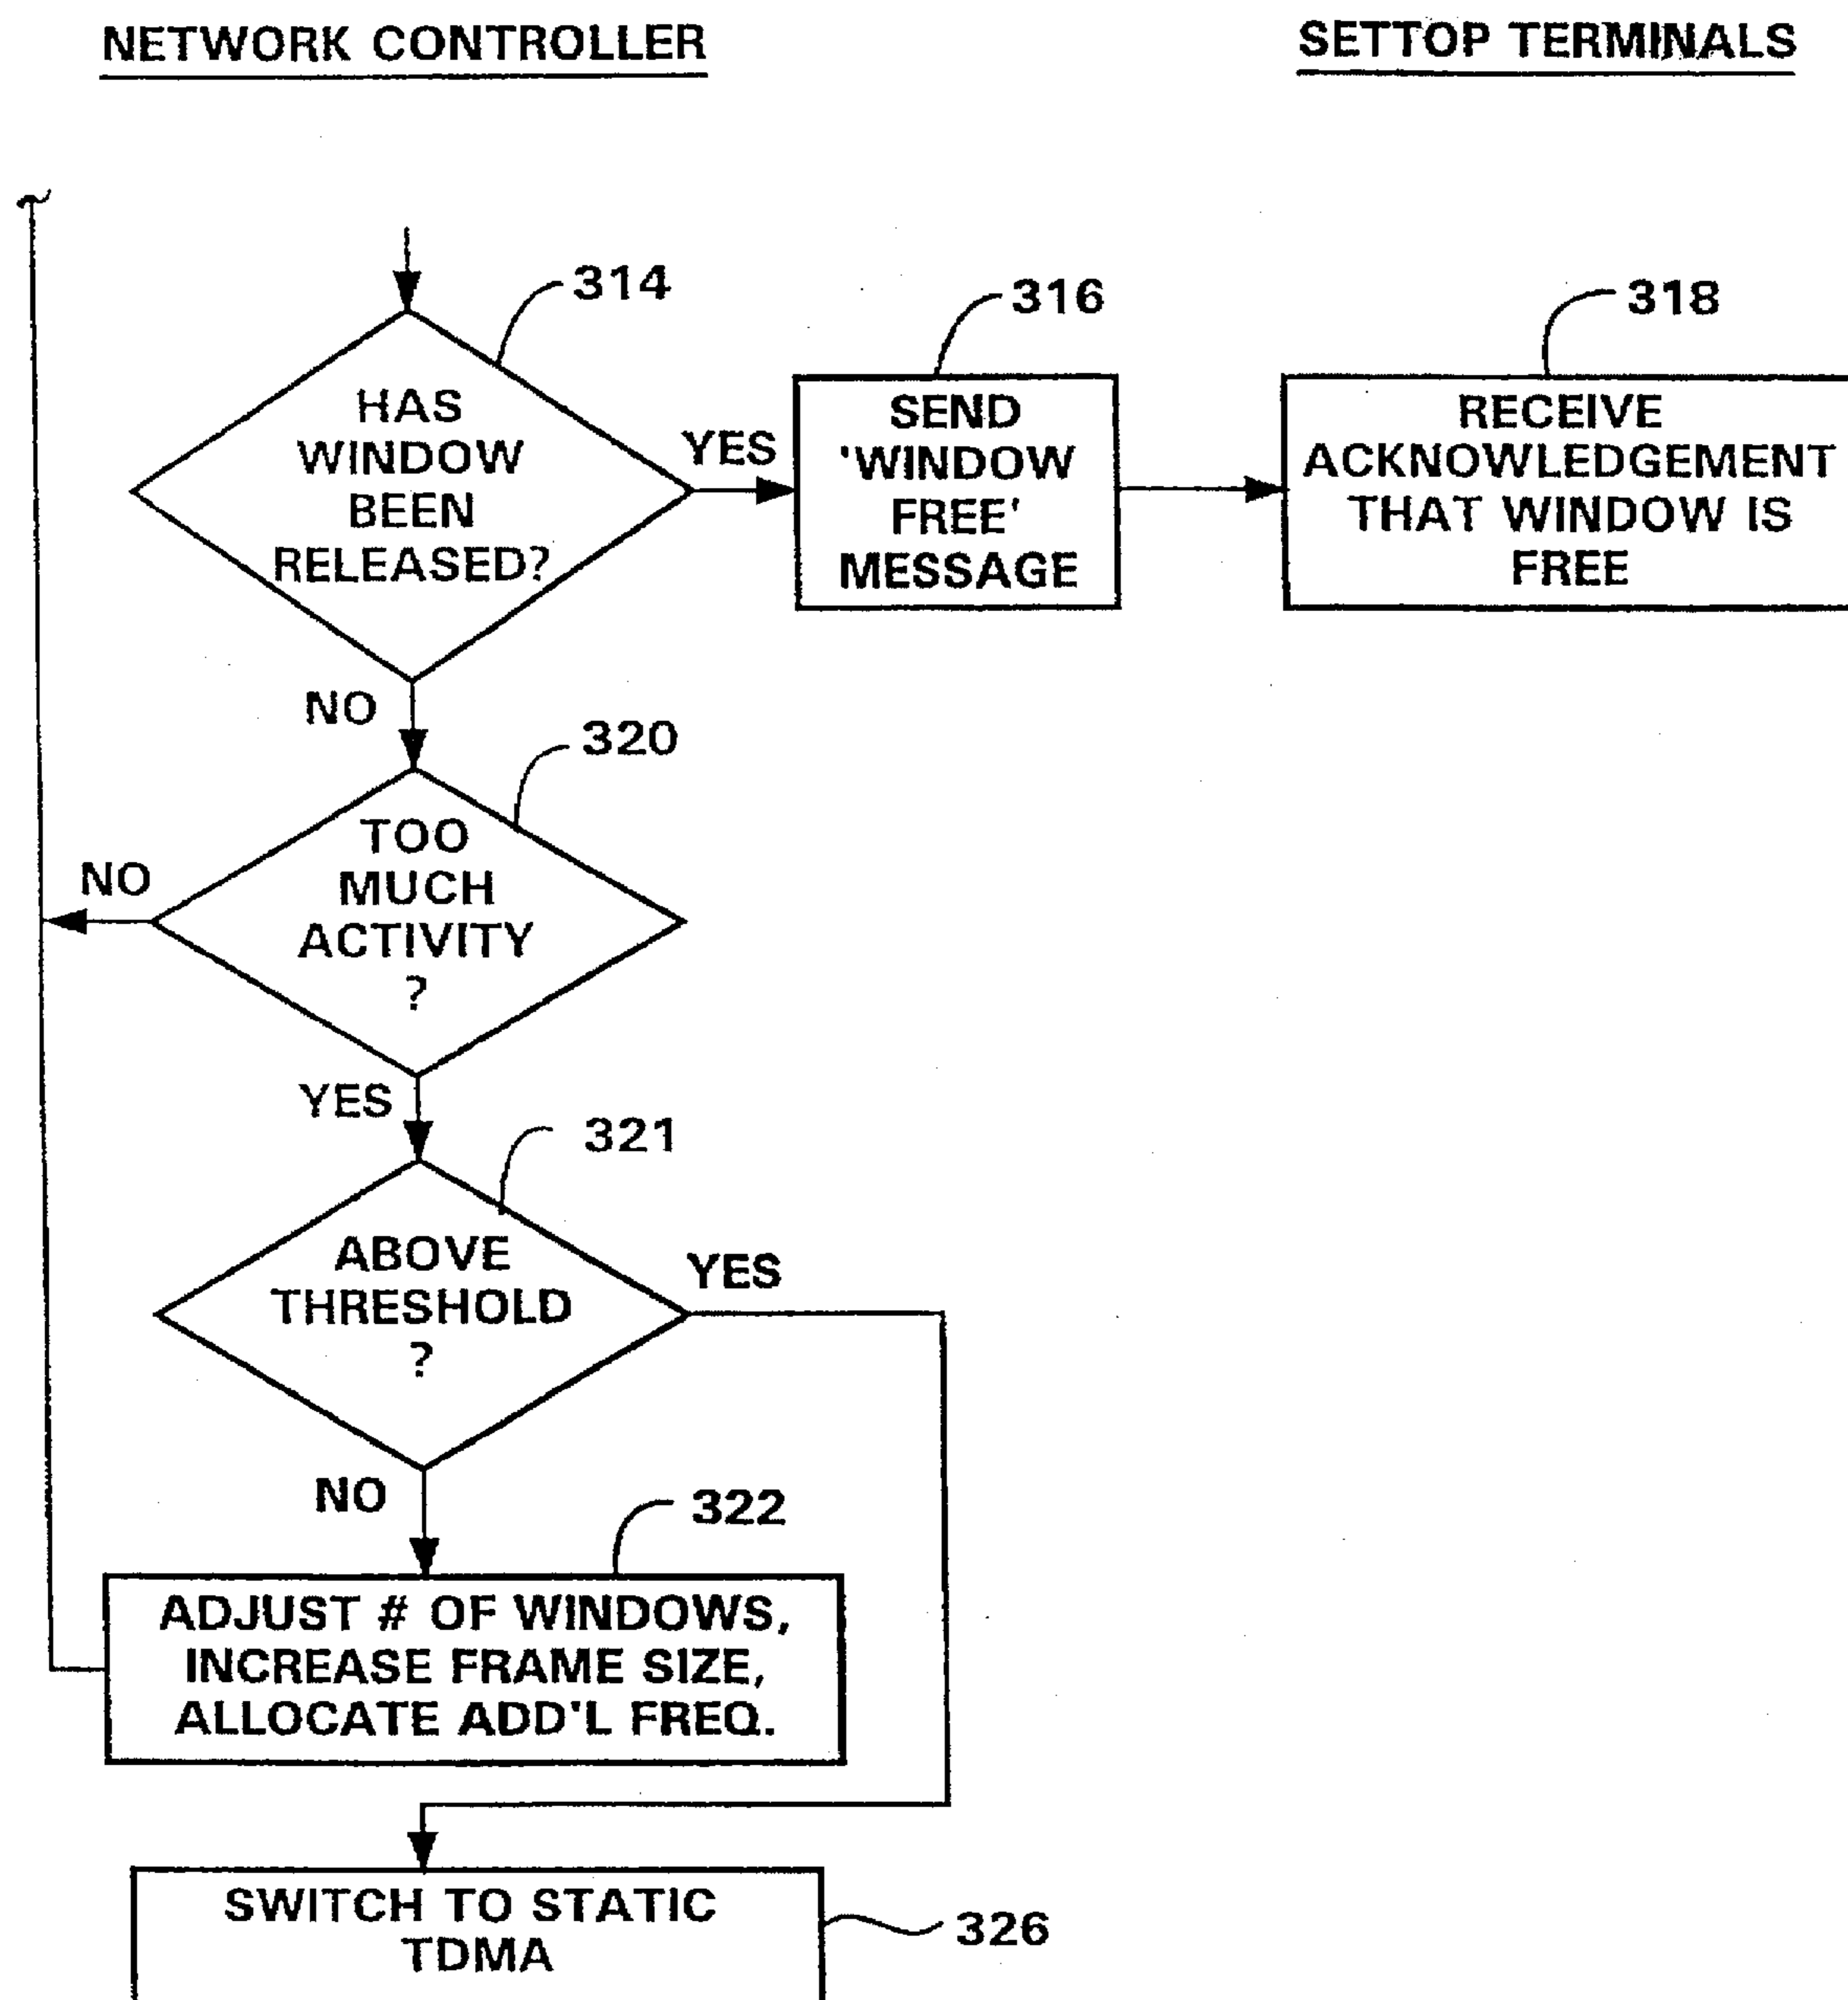 NETWORK CONTROLLER
SETTOP TERMINALS
314
HAS
WINDOW
BEEN
RELEASED?
YES
316
SEND
'WINDOW
FREE'
MESSAGE
318
RECEIVE
ACKNOWLEDGEMENT
THAT WINDOW IS
FREE
NO
320
TOO
MUCH
ACTIVITY
?
NO
YES
321
ABOVE
THRESHOLD
?
YES
NO
322
ADJUST # OF WINDOWS,
INCREASE FRAME SIZE,
ALLOCATE ADD'L FREQ.
SWITCH TO STATIC
TDMA
326